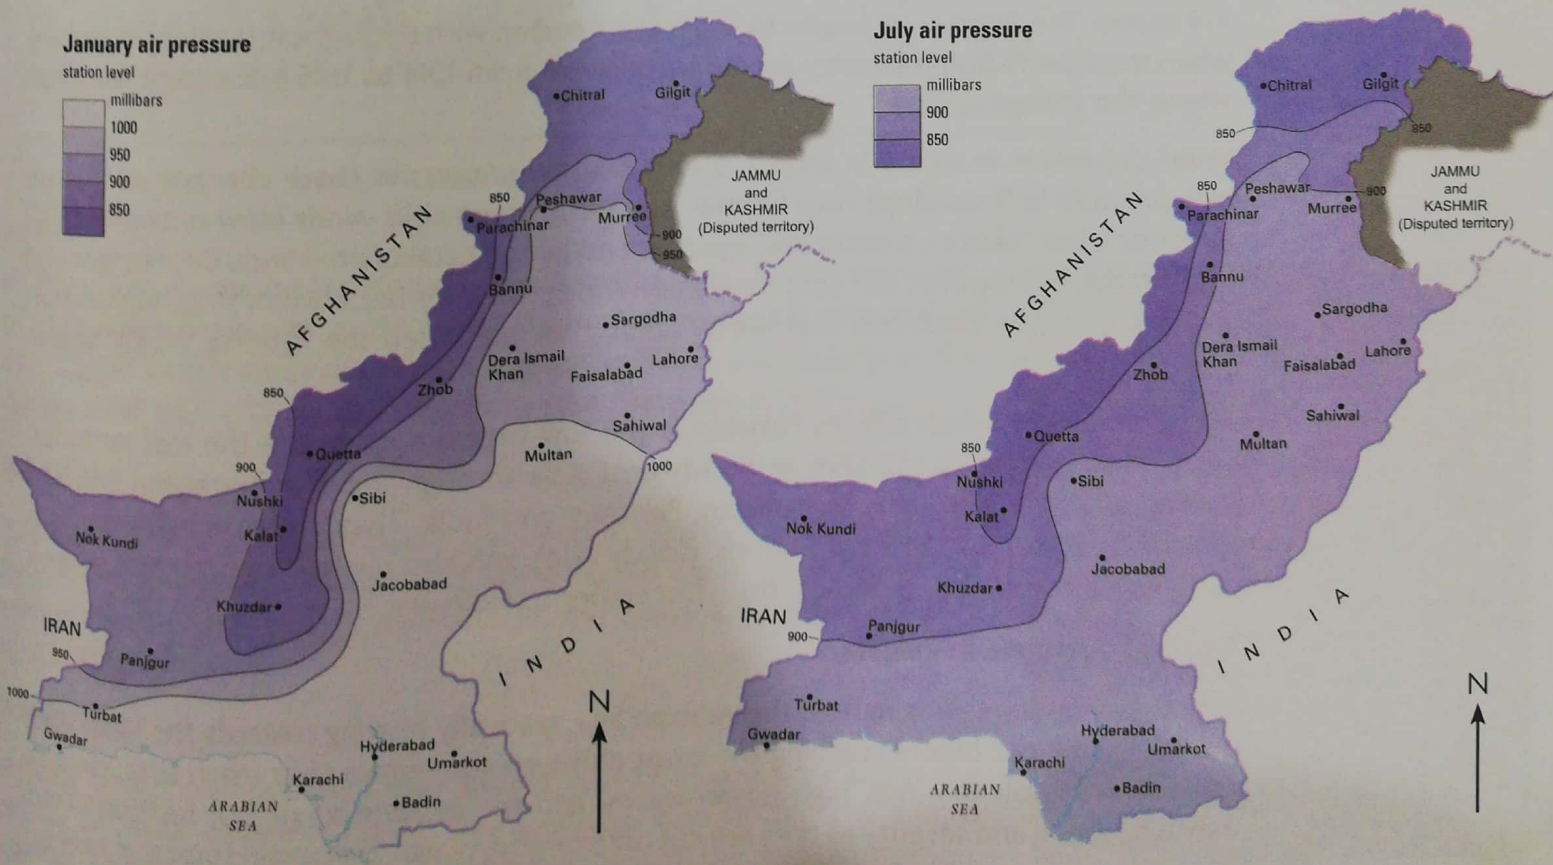 January air pressure
station level
millibars
1000
950
900
850
Chitral
Gilgit
JAMMU
and
KASHMIR
(Disputed territory)
850
Peshawar
Parachinar
Murree
900
950
AFGHANISTAN
Bannu
Sargodha
Dera Ismail
Khan
Lahore
Faisalabad
Zhob
850
Sahiwal
Multan
1000
Quetta
900
Nushki
Sibi
Kalat
Nok Kundi
Jacobabad
Khuzdar
IRAN
950
Panjgur
INDIA
1000
Turbat
N
Gwadar
Hyderabad
Umarkot
Karachi
Badin
ARABIAN
SEA
July air pressure
station level
millibars
900
850
Chitral
Gilgit
850
850
JAMMU
and
KASHMIR
(Disputed territory)
850
Peshawar
900
Parachinar
Murree
AFGHANISTAN
Bannu
Sargodha
Dera Ismail
Khan
Lahore
Faisalabad
Zhob
Sahiwal
Quetta
Multan
850
Nushki
Sibi
Kalat
Nok Kundi
Jacobabad
Khuzdar
IRAN
900
Panjgur
INDIA
Turbat
N
Gwadar
Hyderabad
Umarkot
Karachi
Badin
ARABIAN
SEA